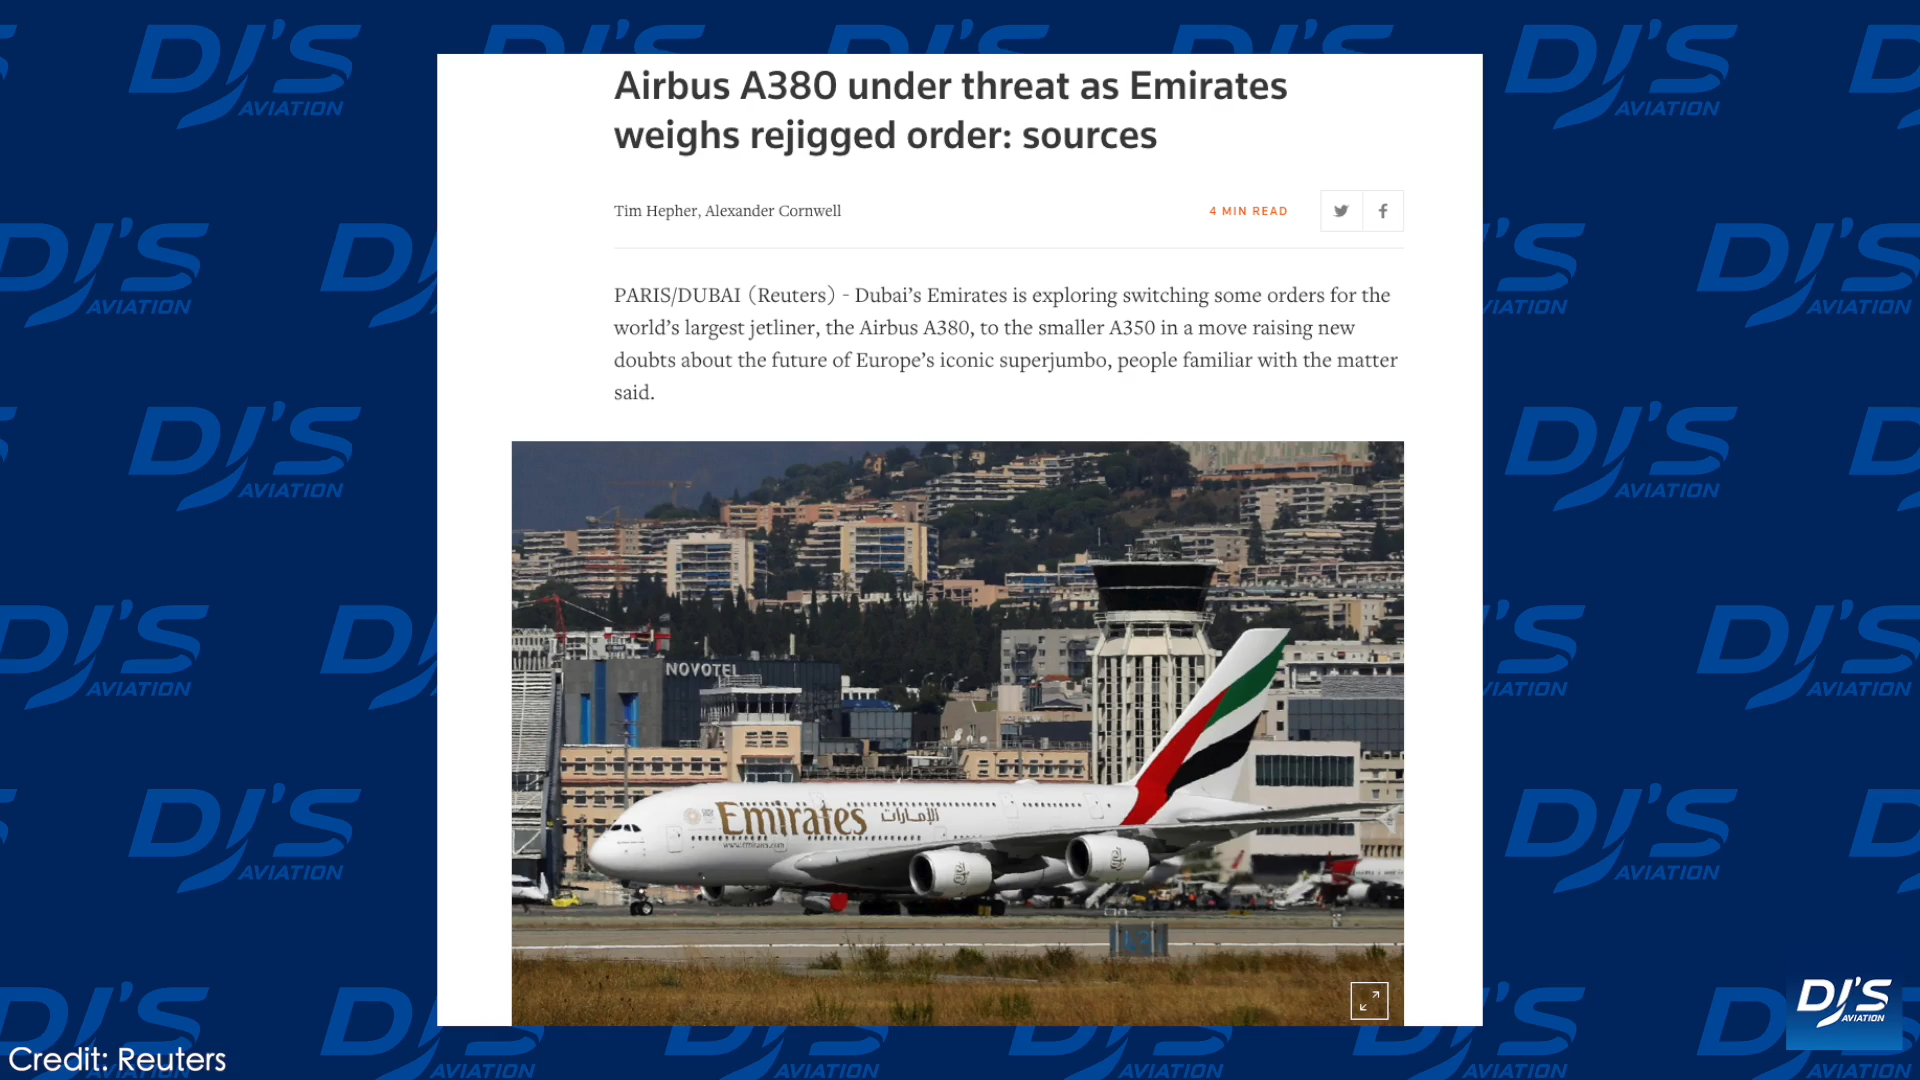 Airbus A380 under threat as Emirates
weighs rejigged order: sources
Tim Hepher, Alexander Cornwell
4 MIN READ
PARIS/DUBAI (Reuters) - Dubai’s Emirates is exploring switching some orders for the
world’s largest jetliner, the Airbus A380, to the smaller A350 in a move raising new
doubts about the future of Europe’s iconic superjumbo, people familiar with the matter
said.
NOVOTEL
Emirates الإمارات
DJ'S
AVIATION
Credit: Reuters